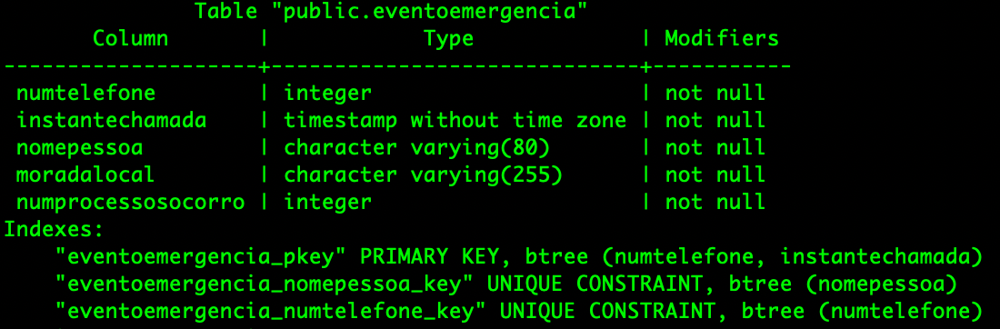 Table "public.eventoemergencia"
Column | Type | Modifiers
--------------------+-----------------------------+-----------
numtelefone | integer | not null
instantechamada | timestamp without time zone | not null
nomepessoa | character varying(80) | not null
moradalocal | character varying(255) | not null
numprocessosocorro | integer | not null
Indexes:
"eventoemergencia_pkey" PRIMARY KEY, btree (numtelefone, instantechamada)
"eventoemergencia_nomepessoa_key" UNIQUE CONSTRAINT, btree (nomepessoa)
"eventoemergencia_numtelefone_key" UNIQUE CONSTRAINT, btree (numtelefone)